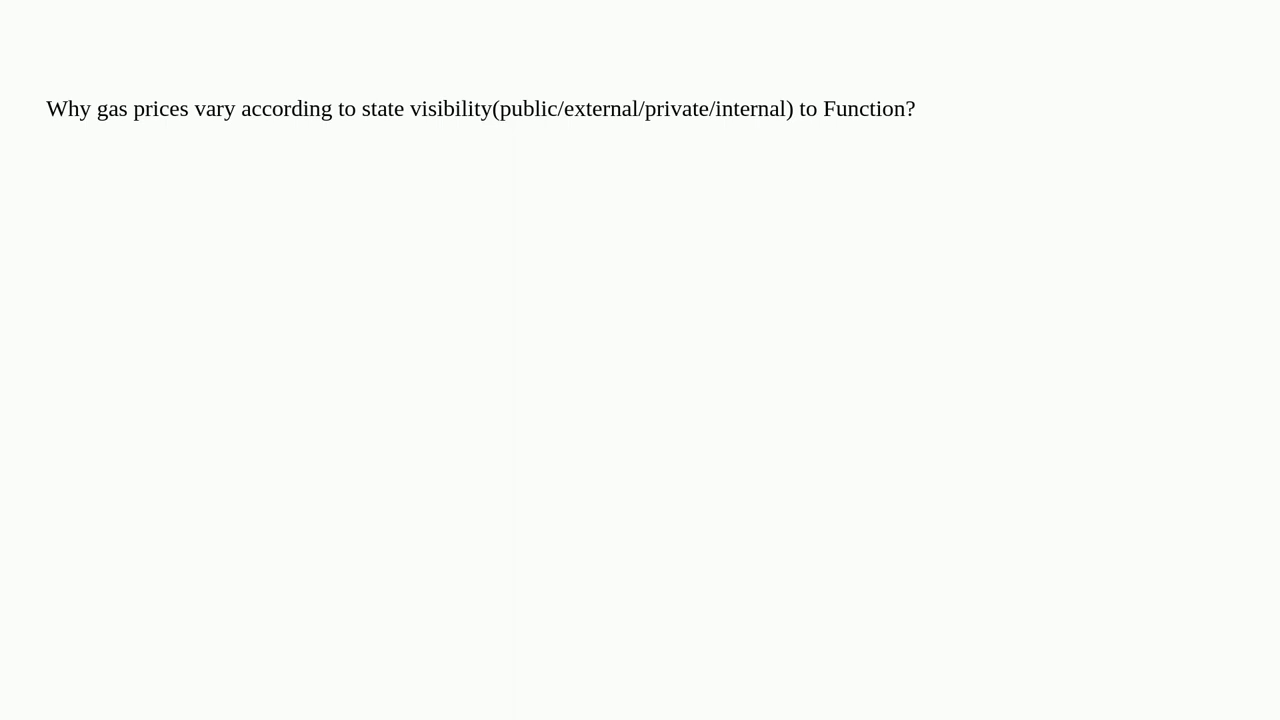 Why gas prices vary according to state visibility(public/external/private/internal) to Function?